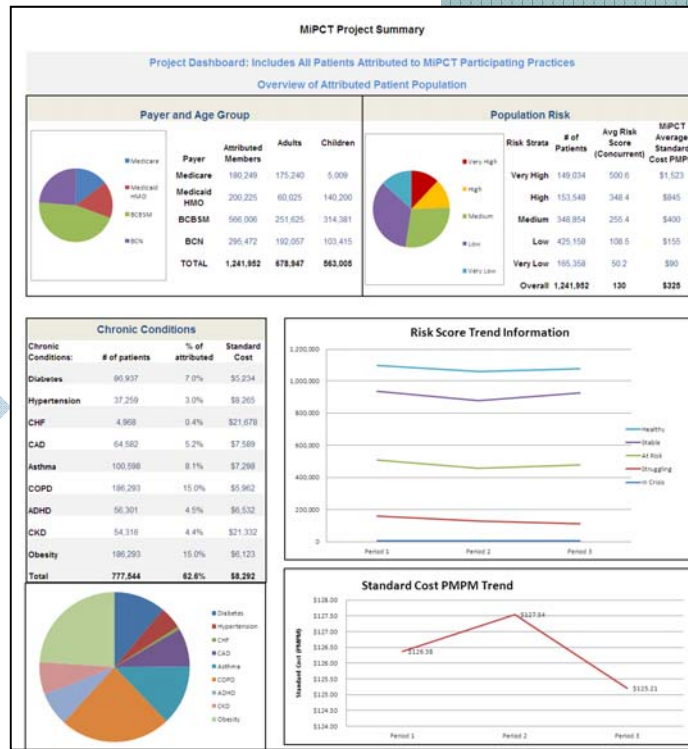 MiPCT Project Summary
Project Dashboard: Includes All Patients Attributed to MiPCT Participating Practices
Overview of Attributed Patient Population
Payer and Age Group
Medicare
Medicaid HMO
BCBSM
BCN
Payer Attributed Members Adults Children
Medicare 180,249 175,240 5,009
Medicaid HMO 200,225 60,025 140,200
BCBSM 566,006 251,625 314,381
BCN 295,472 192,057 103,415
TOTAL 1,241,952 678,947 563,005
Population Risk
Very High
High
Medium
Low
Very Low
Risk Strata # of Patients Avg Risk Score (Concurrent) MiPCT Average Standard Cost PMPM
Very High 149,034 500.6 $1,523
High 153,548 348.4 $845
Medium 348,854 255.4 $400
Low 425,158 108.5 $155
Very Low 165,358 50.2 $90
Overall 1,241,952 130 $325
Chronic Conditions
Chronic Conditions: # of patients % of attributed Standard Cost
Diabetes 86,937 7.0% $5,234
Hypertension 37,259 3.0% $8,265
CHF 4,968 0.4% $21,678
CAD 64,582 5.2% $7,589
Asthma 100,598 8.1% $7,298
COPD 186,293 15.0% $5,962
ADHD 56,301 4.5% $6,532
CKD 54,316 4.4% $21,332
Obesity 186,293 15.0% $6,123
Total 777,544 62.6% $8,292
Diabetes
Hypertension
CHF
CAD
Asthma
COPD
ADHD
CKD
Obesity
Risk Score Trend Information
1,200,000
1,000,000
800,000
600,000
400,000
200,000
0
Period 1 Period 2 Period 3
Healthy
Stable
At Risk
Struggling
In Crisis
Standard Cost PMPM Trend
Standard Cost (PMPM)
$128.00
$127.50
$127.00
$126.50
$126.00
$125.50
$125.00
$124.50
$124.00
$126.38
$127.54
$125.21
Period 1 Period 2 Period 3